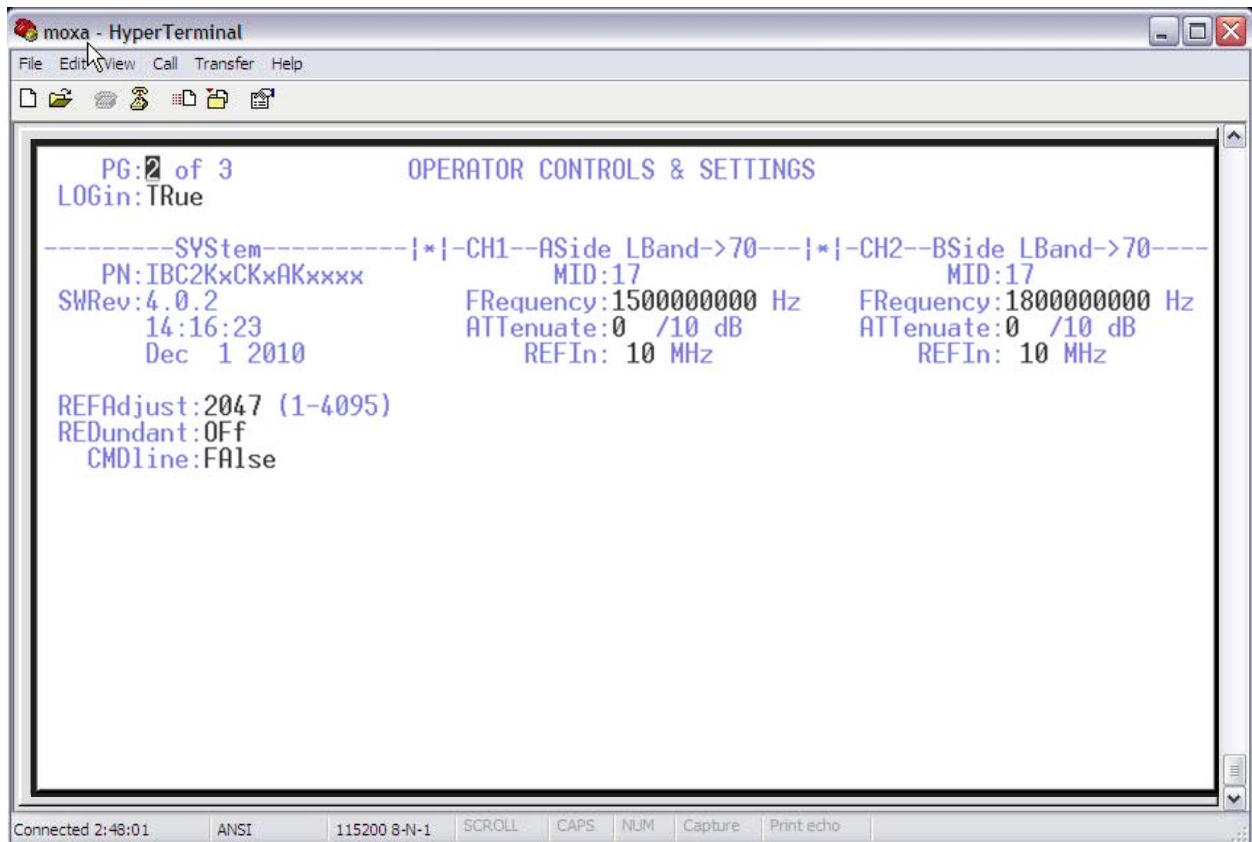 moxa - HyperTerminal
File Edit View Call Transfer Help
PG:2 of 3 OPERATOR CONTROLS & SETTINGS
LOGin:TRue
---------SYStem----------|*|-CH1--ASide LBand->70---|*|-CH2--BSide LBand->70----
PN:IBC2KxCKxAKxxxx MID:17 MID:17
SWRev:4.0.2 FRequency:1500000000 Hz FRequency:1800000000 Hz
14:16:23 ATTenuate:0 /10 dB ATTenuate:0 /10 dB
Dec 1 2010 REFIn: 10 MHz REFIn: 10 MHz
REFAdjust:2047 (1-4095)
REDundant:OFf
CMDline:FAlse
Connected 2:48:01 ANSI 115200 8-N-1 SCROLL CAPS NUM Capture Print echo